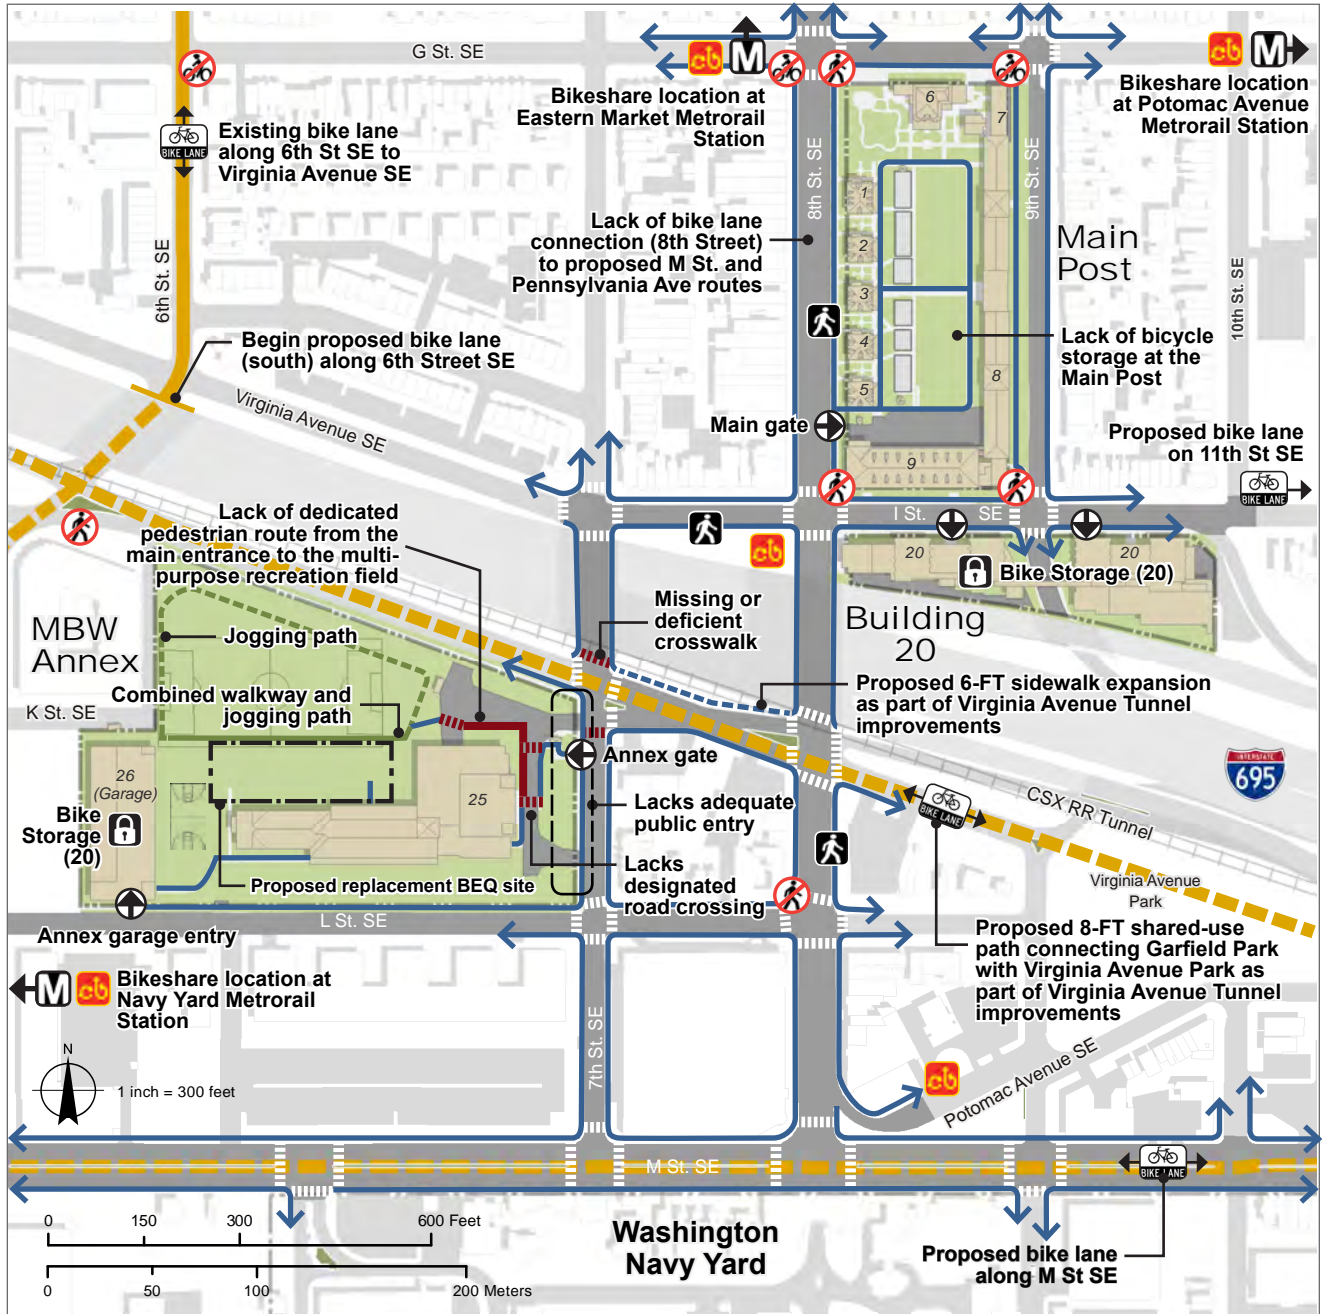 G St. SE
M
M
Bikeshare location at
Eastern Market Metrorail
Station
Bikeshare location
at Potomac Avenue
Metrorail Station
BIKE LANE
Existing bike lane
along 6th St SE to
Virginia Avenue SE
6th St. SE
8th St. SE
9th St. SE
10th St. SE
6
7
1
2
3
4
5
8
9
Lack of bike lane
connection (8th Street)
to proposed M St. and
Pennsylvania Ave routes
Main
Post
Lack of bicycle
storage at the
Main Post
Begin proposed bike lane
(south) along 6th Street SE
Virginia Avenue SE
Main gate
Proposed bike lane
on 11th St SE
BIKE LANE
I St. SE
Lack of dedicated
pedestrian route from the
main entrance to the multi-
purpose recreation field
20
20
Bike Storage (20)
Building
20
MBW
Annex
Jogging path
Missing or
deficient
crosswalk
Combined walkway and
jogging path
K St. SE
Proposed 6-FT sidewalk expansion
as part of Virginia Avenue Tunnel
improvements
Annex gate
INTERSTATE
695
26
(Garage)
25
Bike
Storage
(20)
Lacks adequate
public entry
BIKE LANE
CSX RR Tunnel
Lacks
designated
road crossing
Proposed replacement BEQ site
Virginia Avenue
Park
L St. SE
Annex garage entry
Proposed 8-FT shared-use
path connecting Garfield Park
with Virginia Avenue Park as
part of Virginia Avenue Tunnel
improvements
M
Bikeshare location at
Navy Yard Metrorail
Station
7th St. SE
N
1 inch = 300 feet
Potomac Avenue SE
M St. SE
BIKE LANE
0 150 300 600 Feet
0 50 100 200 Meters
Washington
Navy Yard
Proposed bike lane
along M St SE